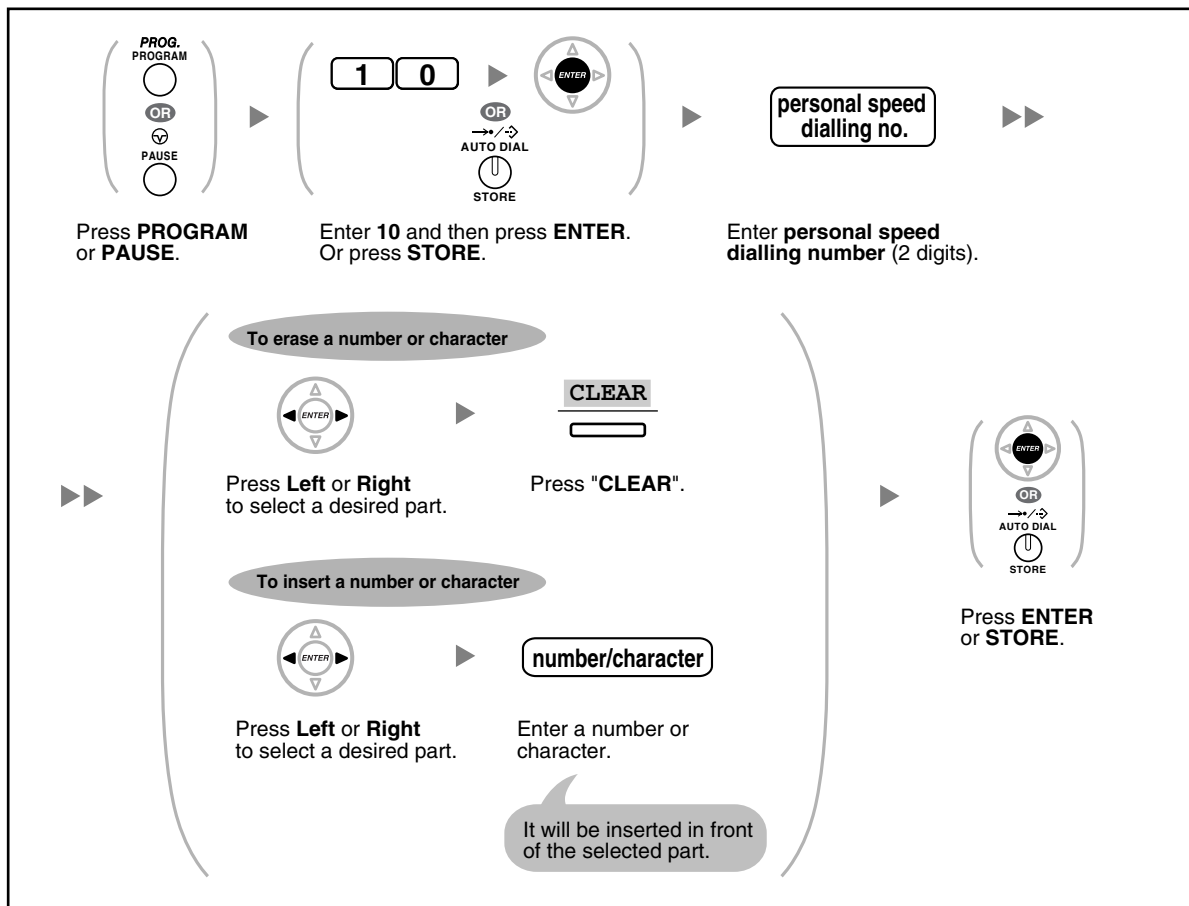 PROG.
PROGRAM
OR
PAUSE
1 0
ENTER
OR
AUTO DIAL
STORE
personal speed
dialling no.
Press PROGRAM
or PAUSE.
Enter 10 and then press ENTER.
Or press STORE.
Enter personal speed
dialling number (2 digits).
To erase a number or character
ENTER
CLEAR
Press Left or Right
to select a desired part.
Press "CLEAR".
To insert a number or character
ENTER
number/character
Press Left or Right
to select a desired part.
Enter a number or
character.
It will be inserted in front
of the selected part.
ENTER
OR
AUTO DIAL
STORE
Press ENTER
or STORE.